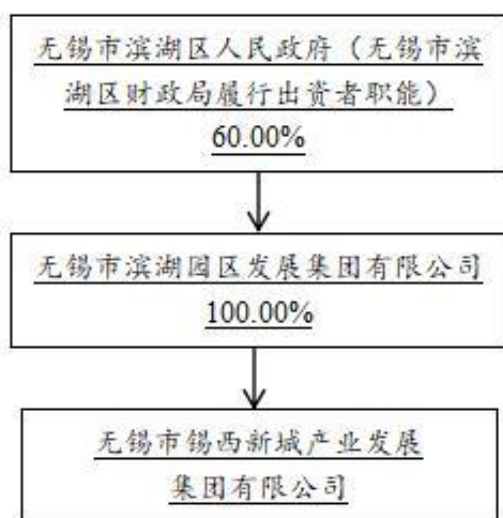 无锡市滨湖区人民政府（无锡市滨
湖区财政局履行出资者职能）
60.00%
无锡市滨湖园区发展集团有限公司
100.00%
无锡市锡西新城产业发展
集团有限公司